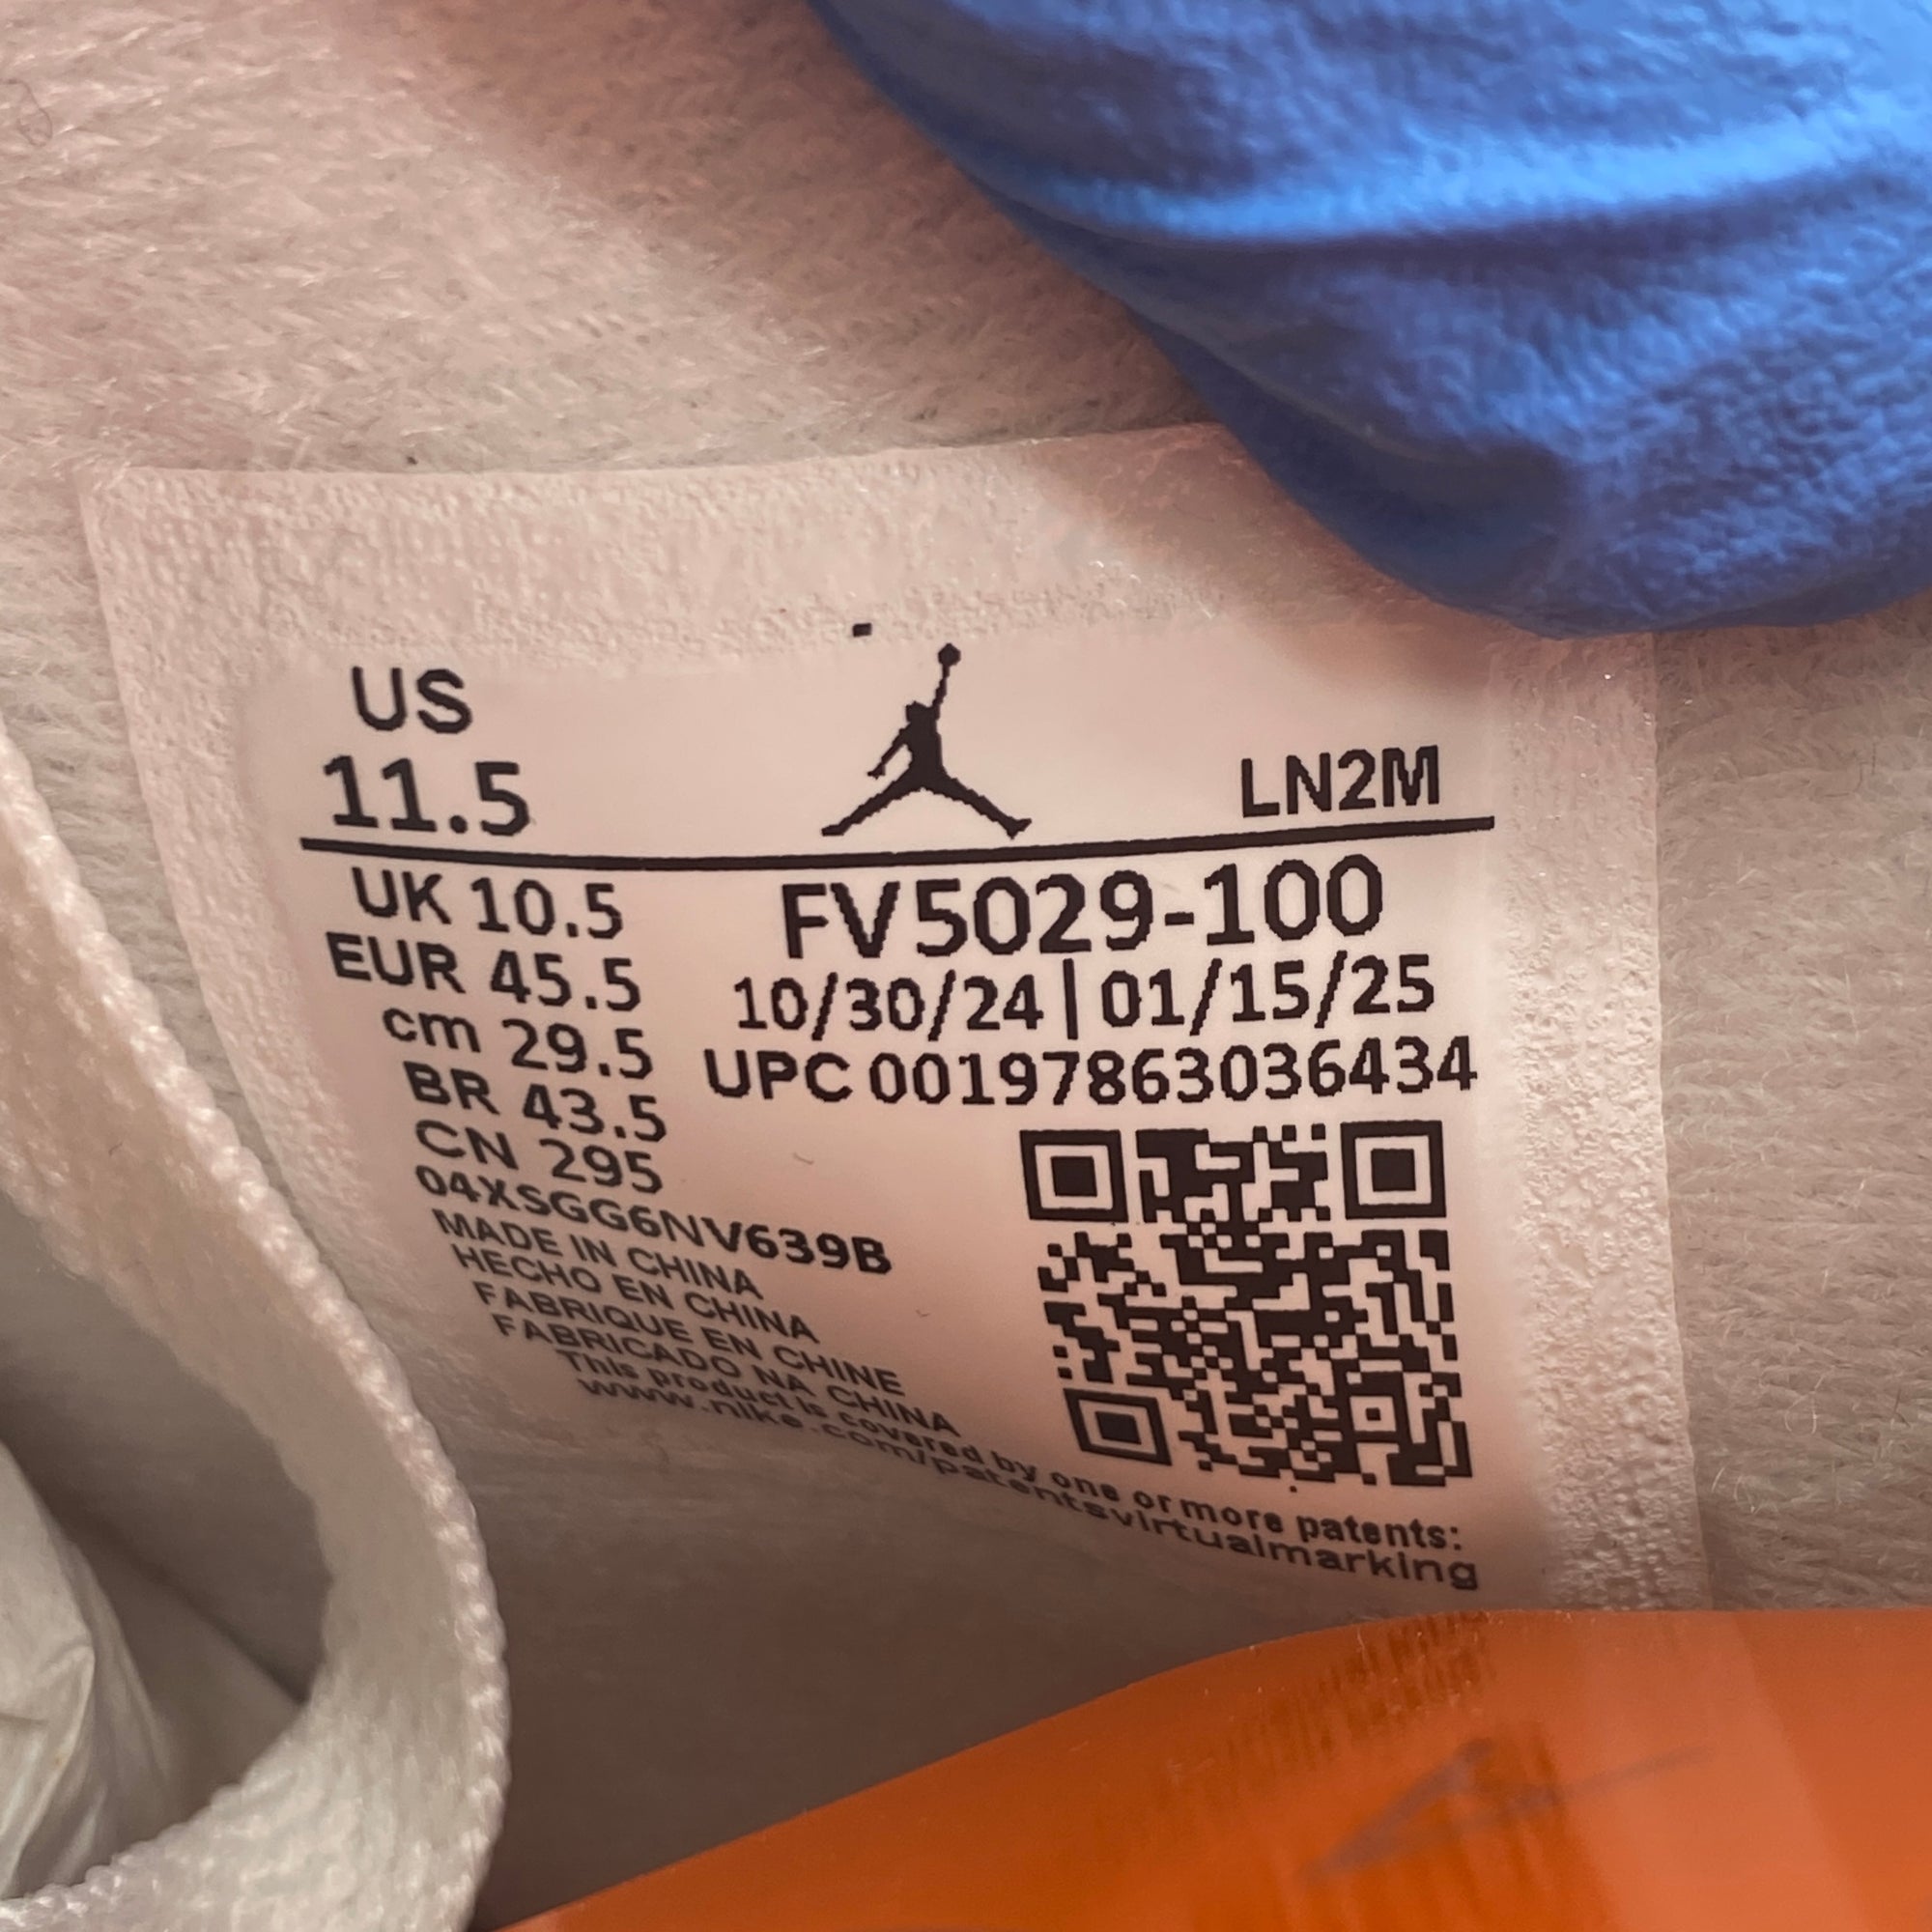 US
11.5
LN2M
UK 10.5
EUR 45.5
cm 29.5
BR 43.5
CN 295
FV5029-100
10/30/24|01/15/25
UPC 00197863036434
04XSGG6NV639B
MADE IN CHINA
HECHO EN CHINA
FABRIQUE EN CHINE
FABRICADO NA CHINA
This product is covered by one or more patents:
www.nike.com/patentsvirtualmarking